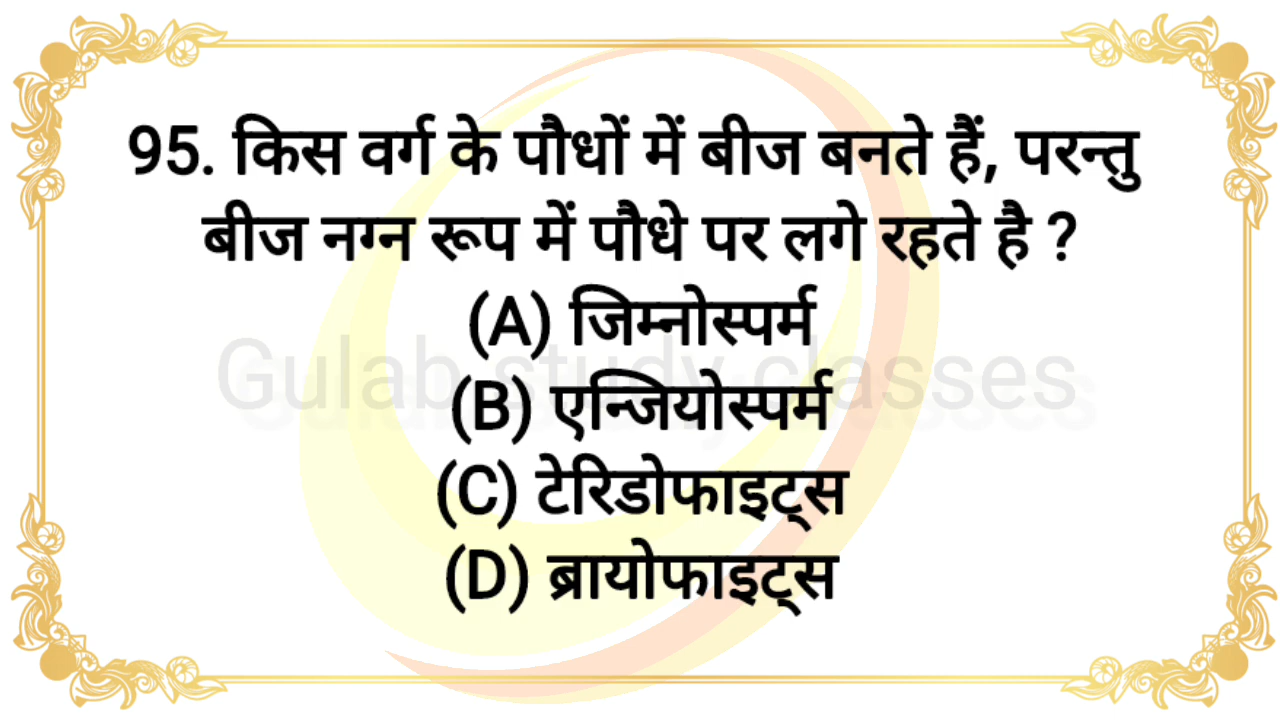 95. किस वर्ग के पौधों में बीज बनते हैं, परन्तु
बीज नग्न रूप में पौधे पर लगे रहते है ?
(A) जिम्नोस्पर्म
Gulab study classes
(B) एन्जियोस्पर्म
(C) टेरिडोफाइट्स
(D) ब्रायोफाइट्स